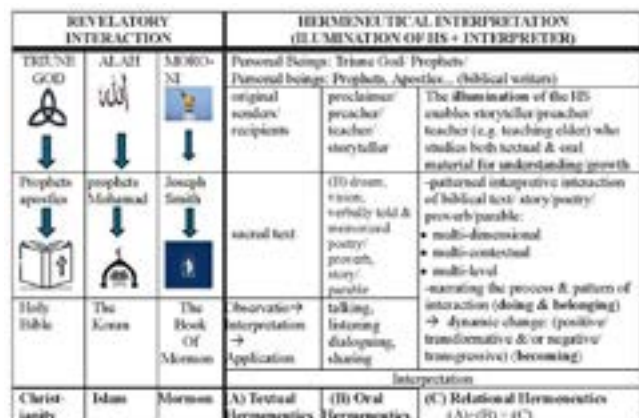 REVELATORY
INTERACTION
HERMENEUTICAL INTERPRETATION
(ILUMINATION OF HS + INTERPRETER)
TRIUNE
GOD
ALAH
الله
MORO-
NI
Personal Beings: Triune God/ Prophets/
Personal beings: Prophets, Apostles... (biblical writers)
original
senders/
recipients
proclaimer/
preacher/
teacher/
storyteller
The illumination of the HS
enables storyteller/preacher/
teacher (e.g. teaching elder) who
studies both textual & oral
material for understanding/growth
Prophets
apostles
prophets
Mohamad
Joseph
Smith
sacred text
(B) dream,
vision,
verbally told &
memorized
poetry/
proverb,
story/
parable
-patterned interpretive interaction
of biblical text/ story/poetry/
proverb/parable:
• multi-dimensional
• multi-contextual
• multi-level
-narrating the process & pattern of
interaction (doing & belonging)
→ dynamic change: (positive/
transformative & or negative/
transgressive) (becoming)
Holy
Bible
The
Koran
The
Book
Of
Mormon
Observatio→
Interpretation
→
Application
talking,
listening
dialoguing,
sharing
Interpretation
Christ-
ianity
Islam
Mormon
A) Textual
Hermeneutics
(B) Oral
Hermeneutics
(C) Relational Hermeneutics
(A)+(B) = (C)